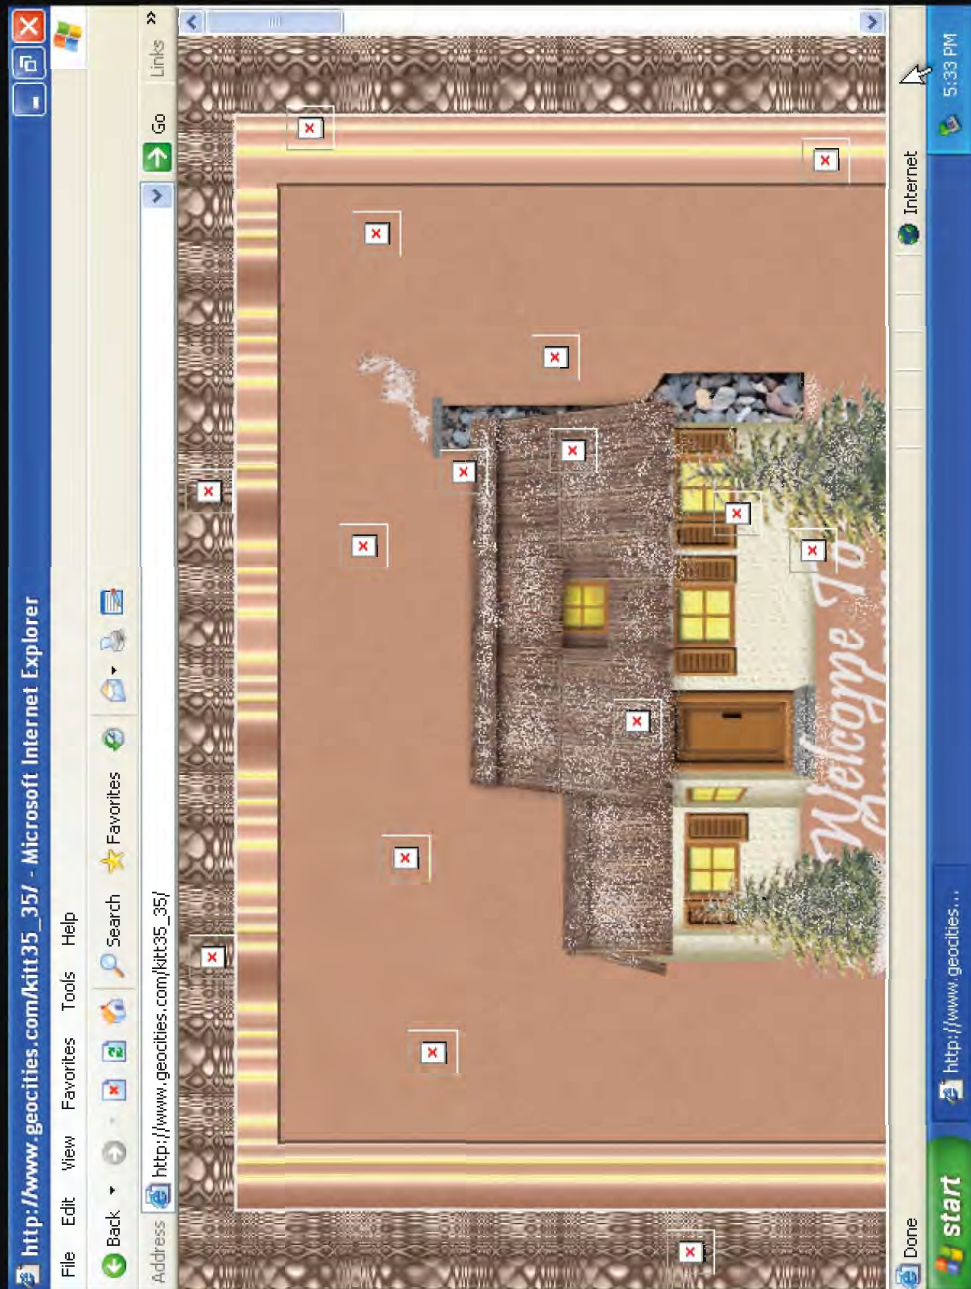 http://www.geocities.com/kitt35_35/ - Microsoft Internet Explorer
File Edit View Favorites Tools Help
Back Search Favorites
Address http://www.geocities.com/kitt35_35/ Go Links »
Welcome To
Done Internet
start http://www.geocities... 5:33 PM